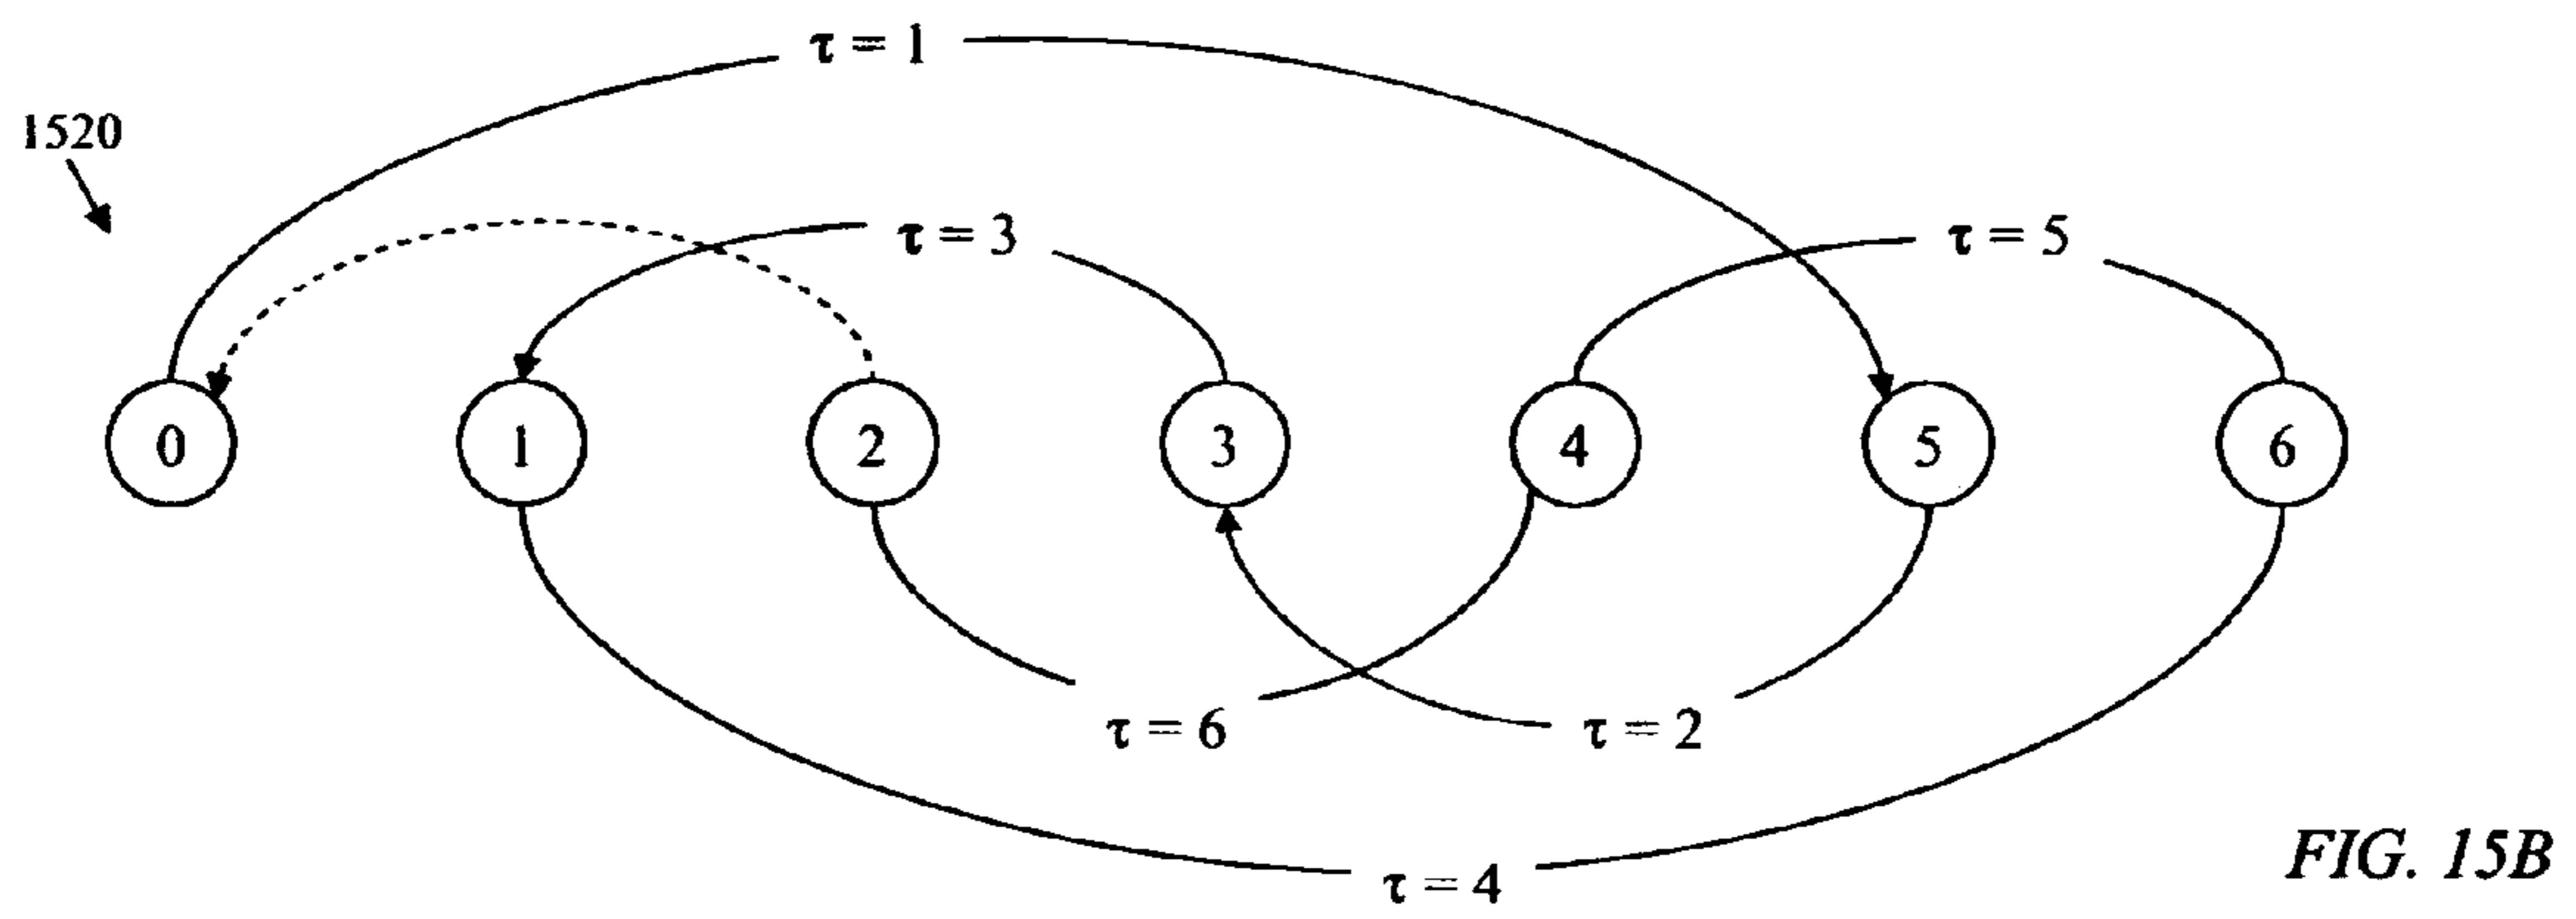 τ = 1
1520
τ = 3
τ = 5
0 1 2 3 4 5 6
τ = 6
τ = 2
τ = 4
FIG. 15B